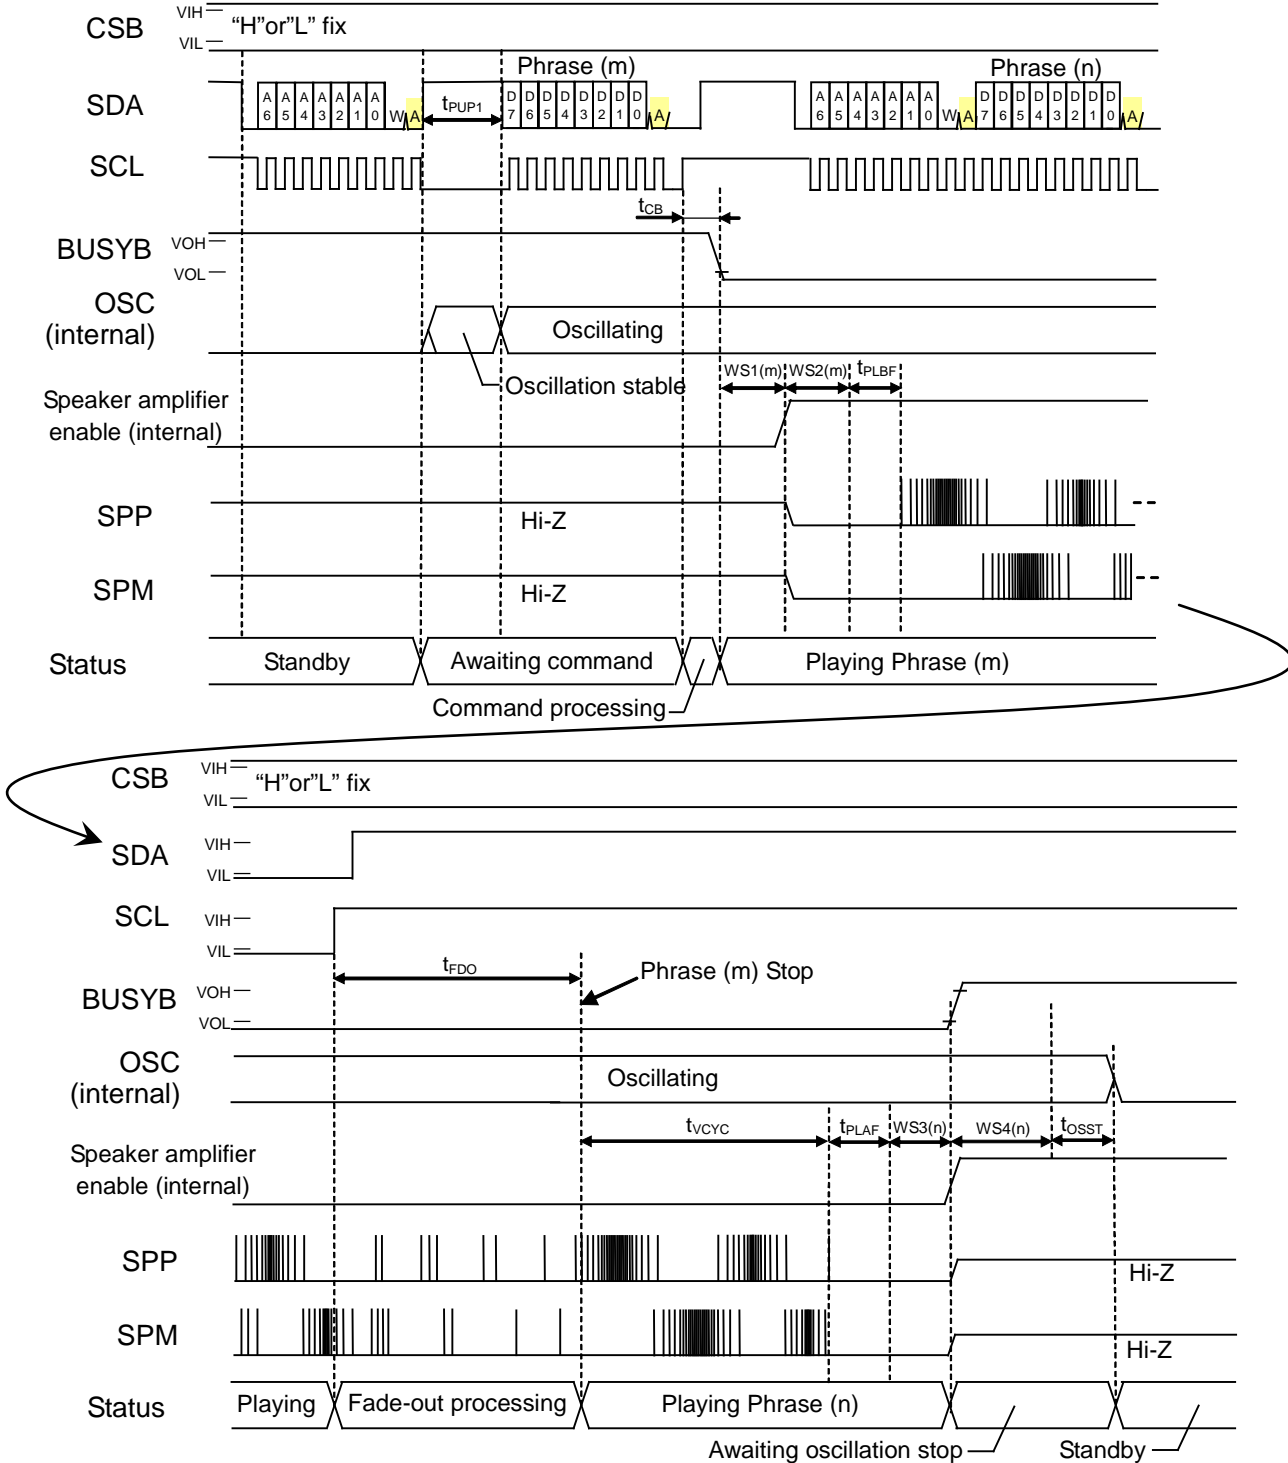 CSB VIH "H"or"L" fix
VIL
Phrase (m) Phrase (n)
SDA A6 A5 A4 A3 A2 A1 A0 W A tPUP1 D7 D6 D5 D4 D3 D2 D1 D0 A A6 A5 A4 A3 A2 A1 A0 W A D7 D6 D5 D4 D3 D2 D1 D0 A
SCL
tCB
BUSYB VOH
VOL
OSC
(internal) Oscillating
WS1(m) WS2(m) tPLBF
Oscillation stable
Speaker amplifier
enable (internal)
SPP Hi-Z
SPM Hi-Z
Status Standby Awaiting command Playing Phrase (m)
Command processing
CSB VIH "H"or"L" fix
VIL
SDA VIH
VIL
SCL VIH
VIL
tFDO Phrase (m) Stop
BUSYB VOH
VOL
OSC
(internal) Oscillating
tVCYC tPLAF WS3(n) WS4(n) tOSST
Speaker amplifier
enable (internal)
SPP Hi-Z
SPM Hi-Z
Status Playing Fade-out processing Playing Phrase (n)
Awaiting oscillation stop Standby